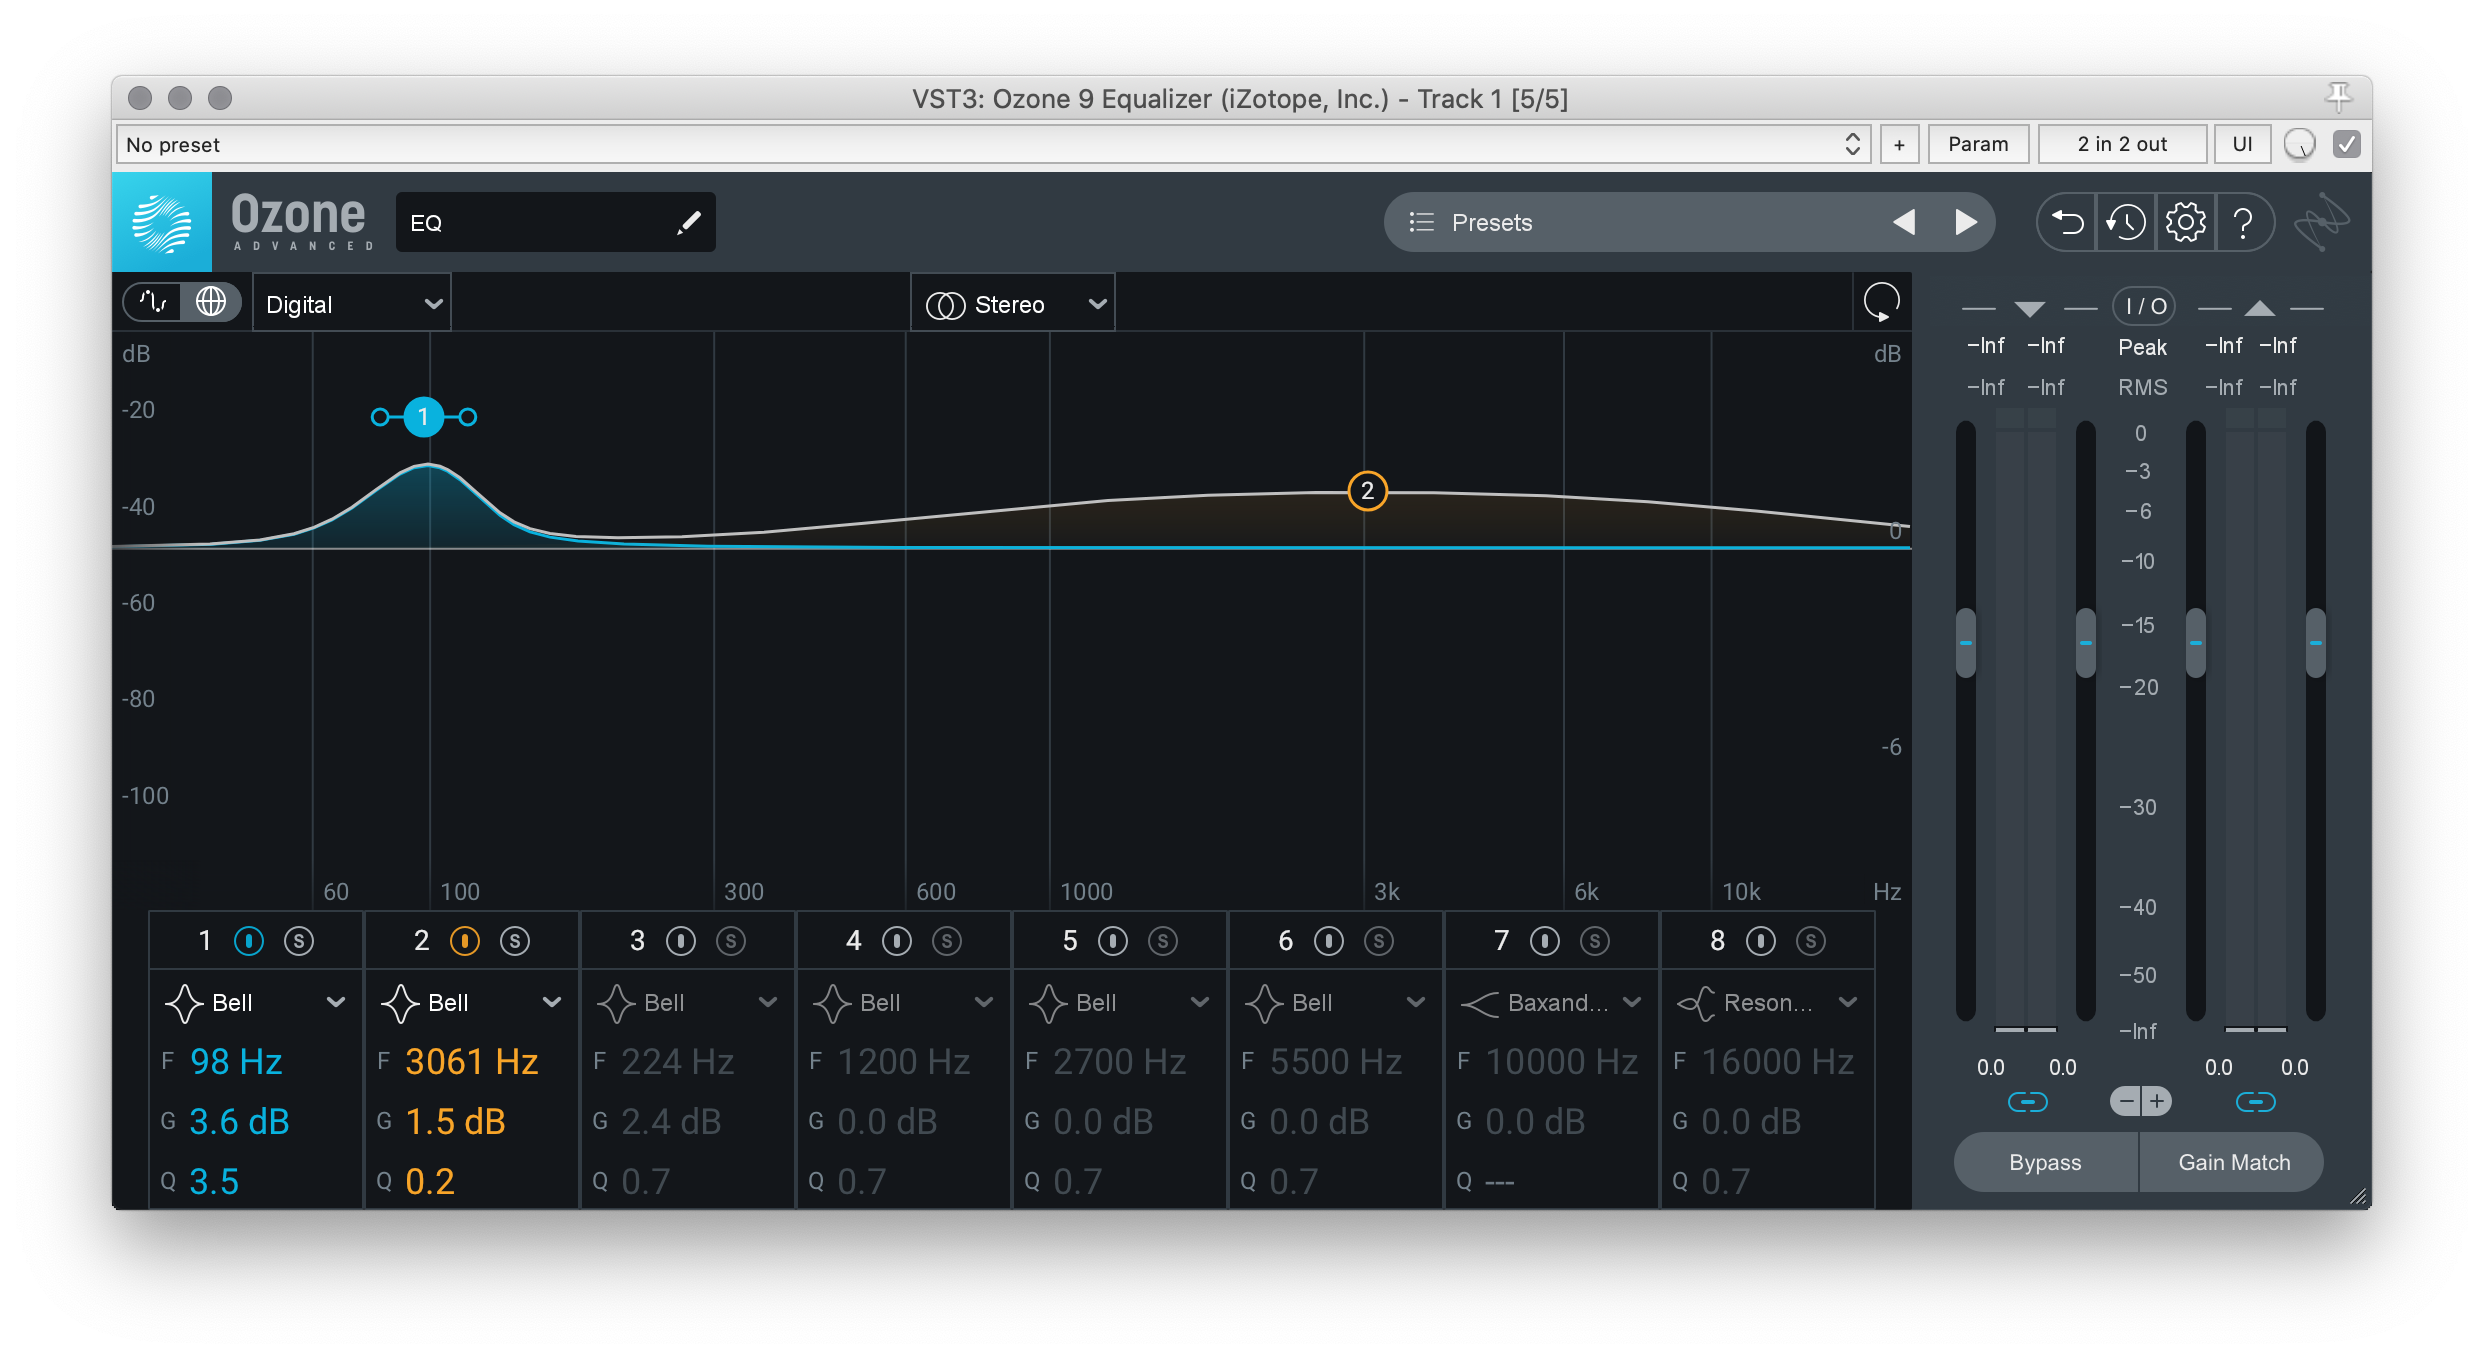 VST3: Ozone 9 Equalizer (iZotope, Inc.) - Track 1 [5/5]
No preset + Param 2 in 2 out UI
Ozone
ADVANCED
EQ
Presets
?
Digital
Stereo
I / O
dB
dB
-Inf -Inf Peak -Inf -Inf
-Inf -Inf RMS -Inf -Inf
-20
-40
-60
-80
-100
1
2
0
-6
60 100 300 600 1000 3k 6k 10k Hz
0
-3
-6
-10
-15
-20
-30
-40
-50
-Inf
0.0 0.0 0.0 0.0
- +
Bypass Gain Match
1 S 2 S 3 S 4 S 5 S 6 S 7 S 8 S
Bell Bell Bell Bell Bell Bell Baxand... Reson...
F 98 Hz F 3061 Hz F 224 Hz F 1200 Hz F 2700 Hz F 5500 Hz F 10000 Hz F 16000 Hz
G 3.6 dB G 1.5 dB G 2.4 dB G 0.0 dB G 0.0 dB G 0.0 dB G 0.0 dB G 0.0 dB
Q 3.5 Q 0.2 Q 0.7 Q 0.7 Q 0.7 Q 0.7 Q --- Q 0.7